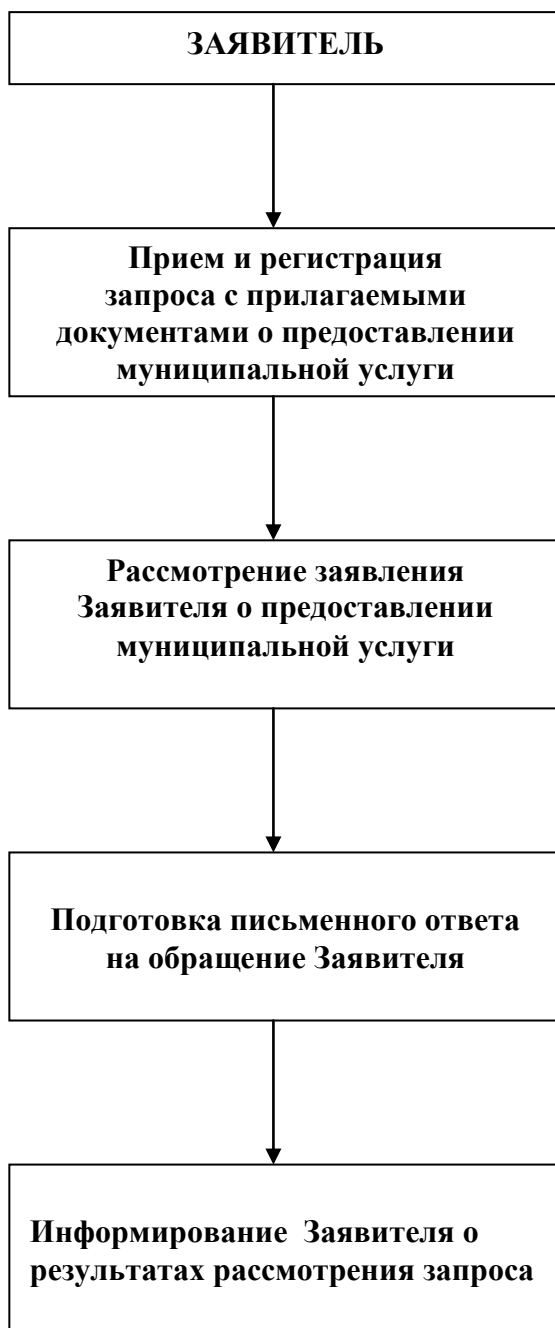 ЗАЯВИТЕЛЬ
Прием и регистрация
запроса с прилагаемыми
документами о предоставлении
муниципальной услуги
Рассмотрение заявления
Заявителя о предоставлении
муниципальной услуги
Подготовка письменного ответа
на обращение Заявителя
Информирование  Заявителя о
результатах рассмотрения запроса